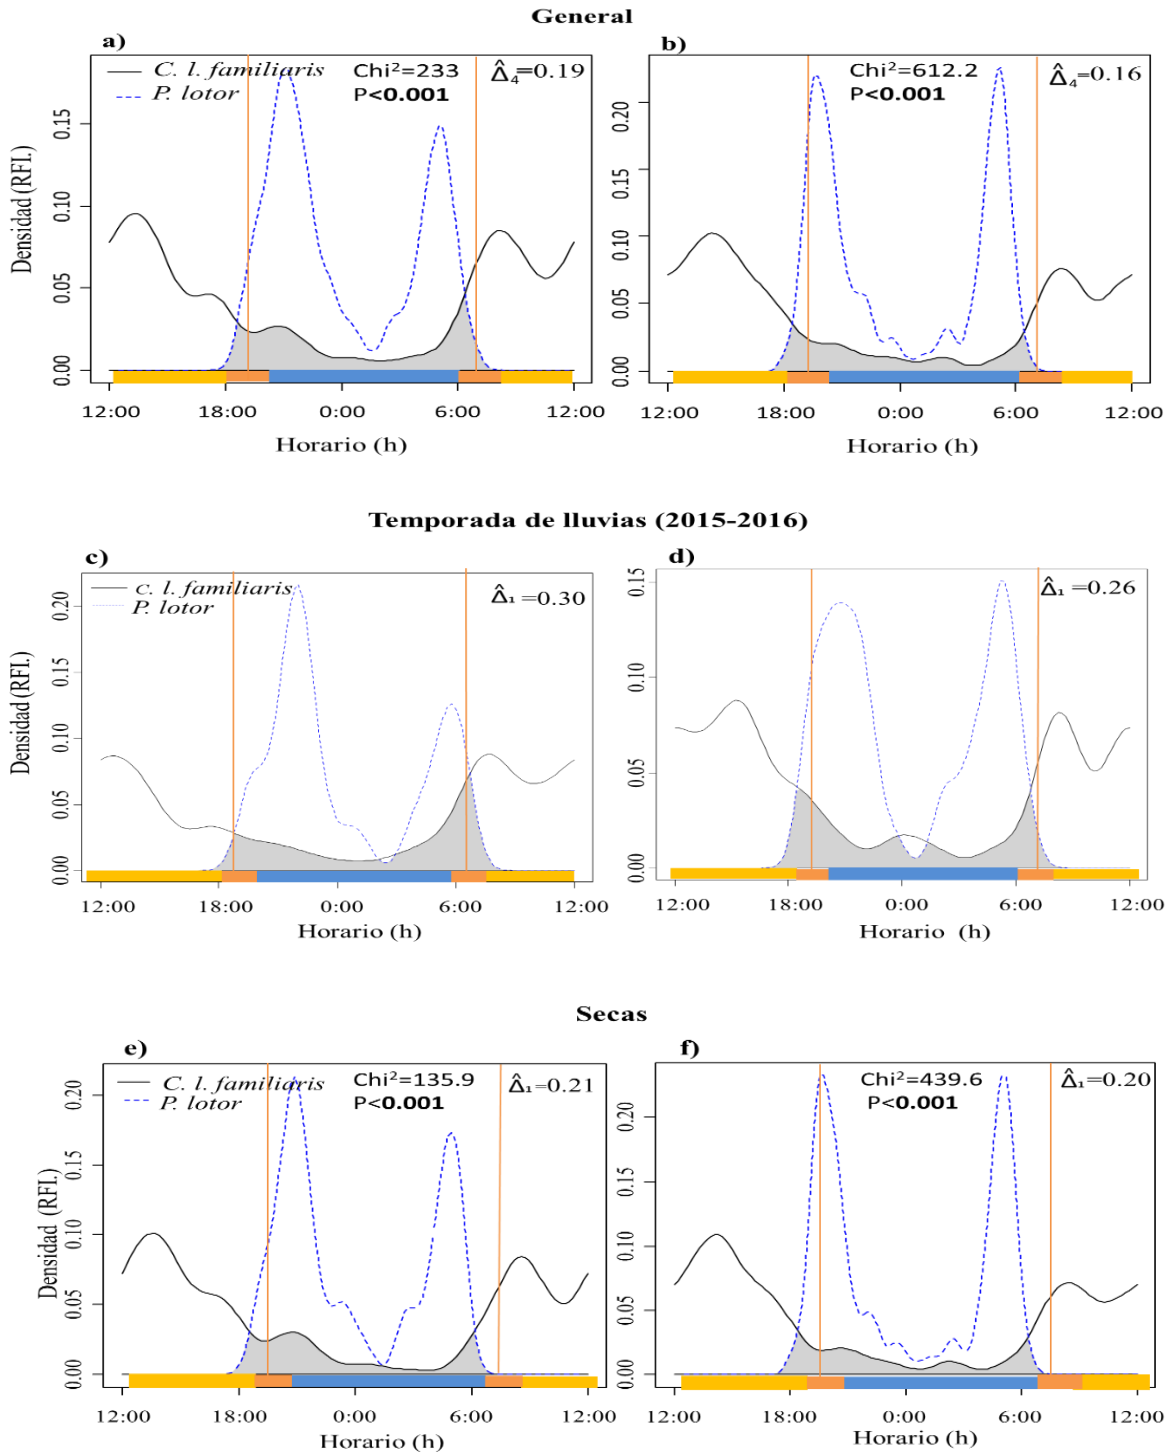 General
a)
C. l. familiaris
P. lotor
Chi²=233
P<0.001
Δ̂₄=0.19
Densidad (RFI.)
0.15
0.10
0.05
0.00
12:00 18:00 0:00 6:00 12:00
Horario (h)
b)
Chi²=612.2
P<0.001
Δ̂₄=0.16
0.20
0.15
0.10
0.05
0.00
12:00 18:00 0:00 6:00 12:00
Horario (h)
Temporada de lluvias (2015-2016)
c)
C. l. familiaris
P. lotor
Δ̂₁=0.30
Densidad (RFI.)
0.20
0.15
0.10
0.05
0.00
12:00 18:00 0:00 6:00 12:00
Horario (h)
d)
Δ̂₁=0.26
0.15
0.10
0.05
0.00
12:00 18:00 0:00 6:00 12:00
Horario (h)
Secas
e)
C. l. familiaris
P. lotor
Chi²=135.9
P<0.001
Δ̂₁=0.21
Densidad (RFI.)
0.20
0.15
0.10
0.05
0.00
12:00 18:00 0:00 6:00 12:00
Horario (h)
f)
Chi²=439.6
P<0.001
Δ̂₁=0.20
0.20
0.15
0.10
0.05
0.00
12:00 18:00 0:00 6:00 12:00
Horario (h)